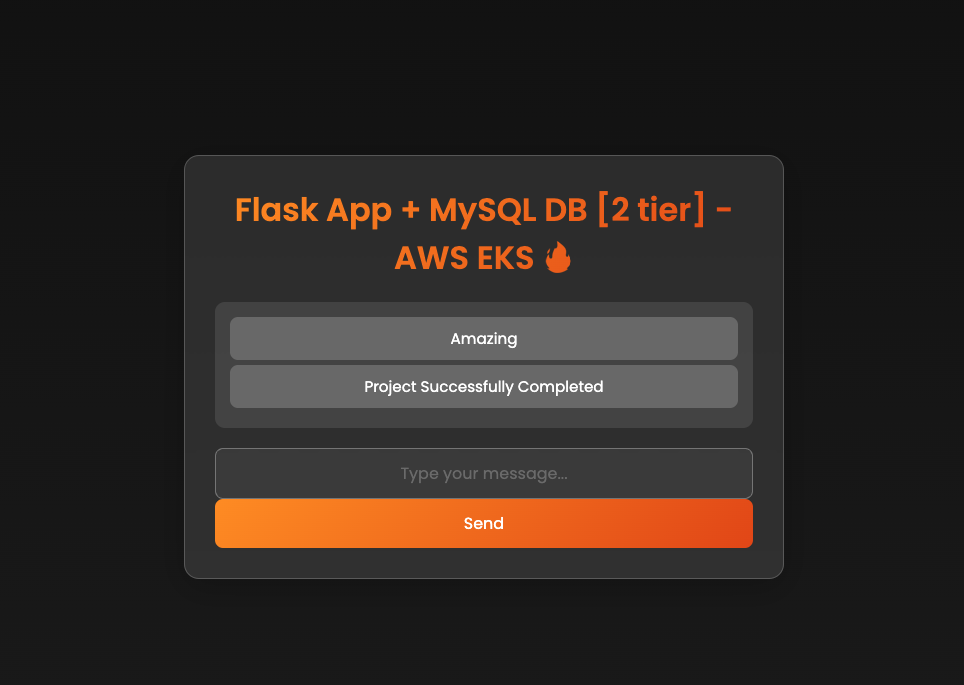 Flask App + MySQL DB [2 tier] -
AWS EKS 🔥
Amazing
Project Successfully Completed
Type your message...
Send